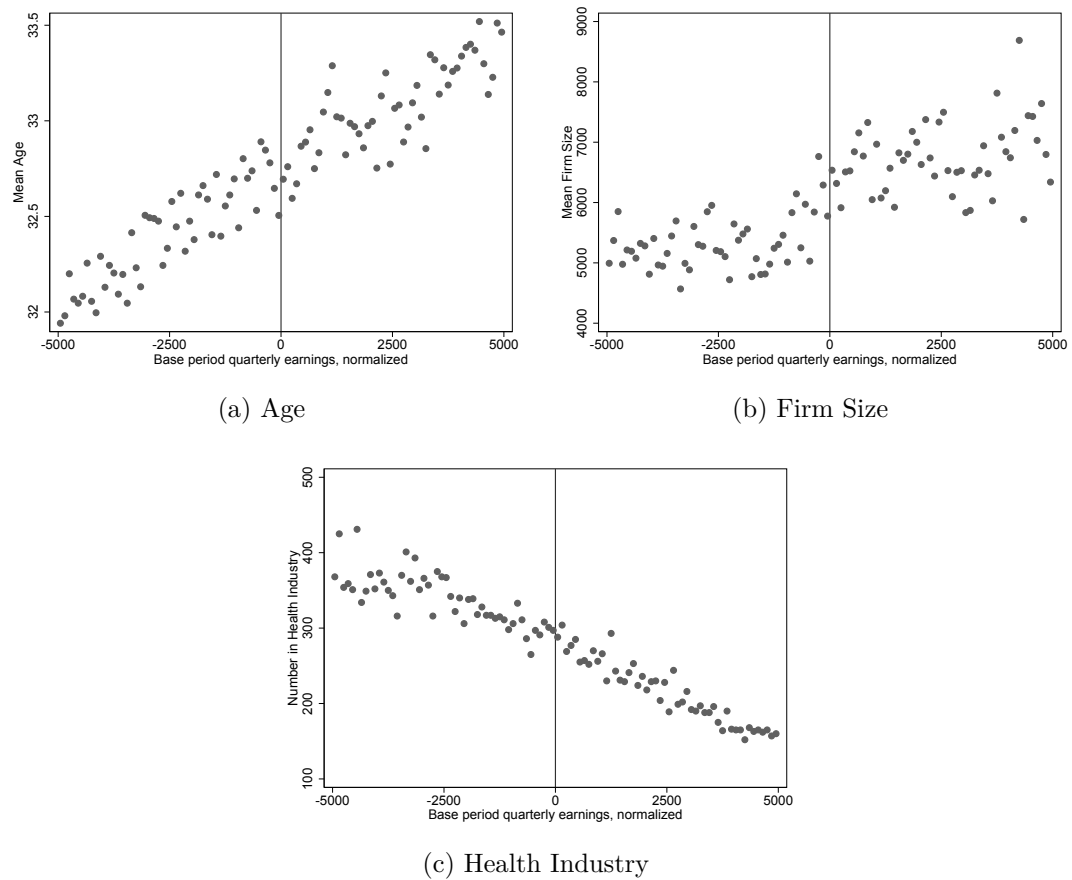 33.5
33
32.5
32
Mean Age
-5000 -2500 0 2500 5000
Base period quarterly earnings, normalized
(a) Age
9000
8000
7000
6000
5000
4000
Mean Firm Size
-5000 -2500 0 2500 5000
Base period quarterly earnings, normalized
(b) Firm Size
500
400
300
200
100
Number in Health Industry
-5000 -2500 0 2500 5000
Base period quarterly earnings, normalized
(c) Health Industry